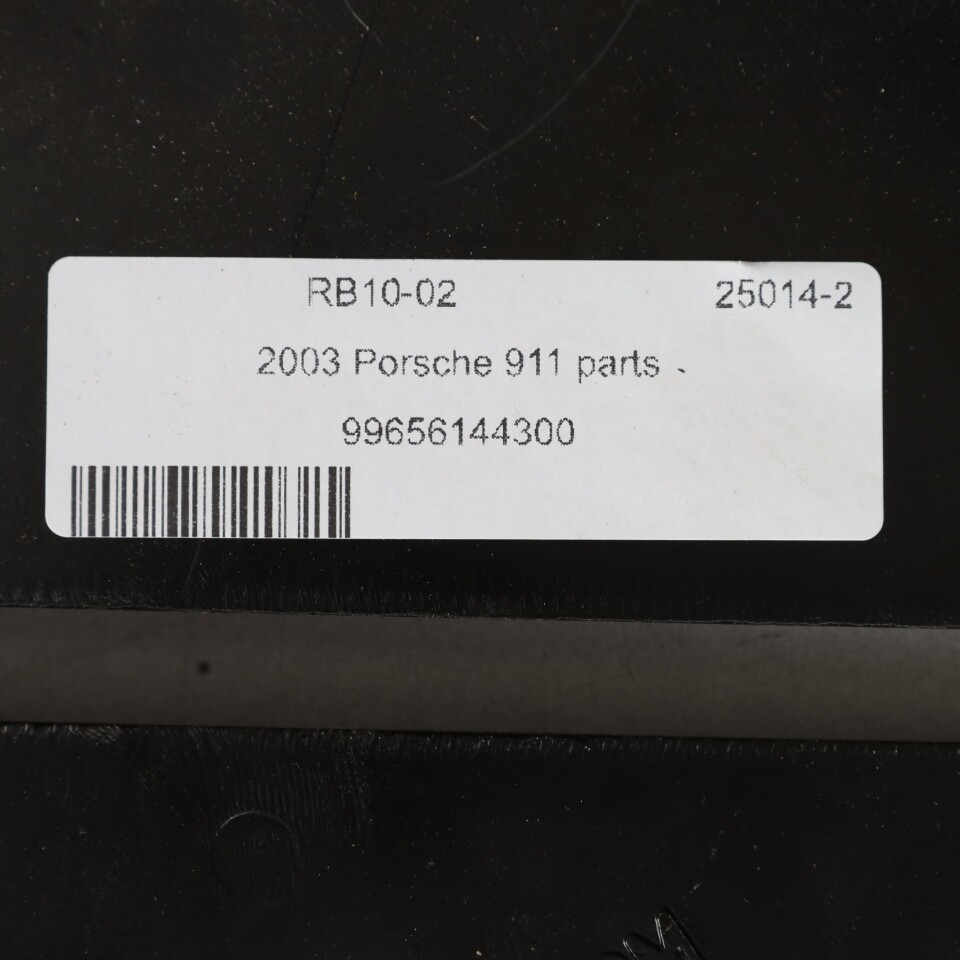 RB10-02 25014-2
2003 Porsche 911 parts -
99656144300